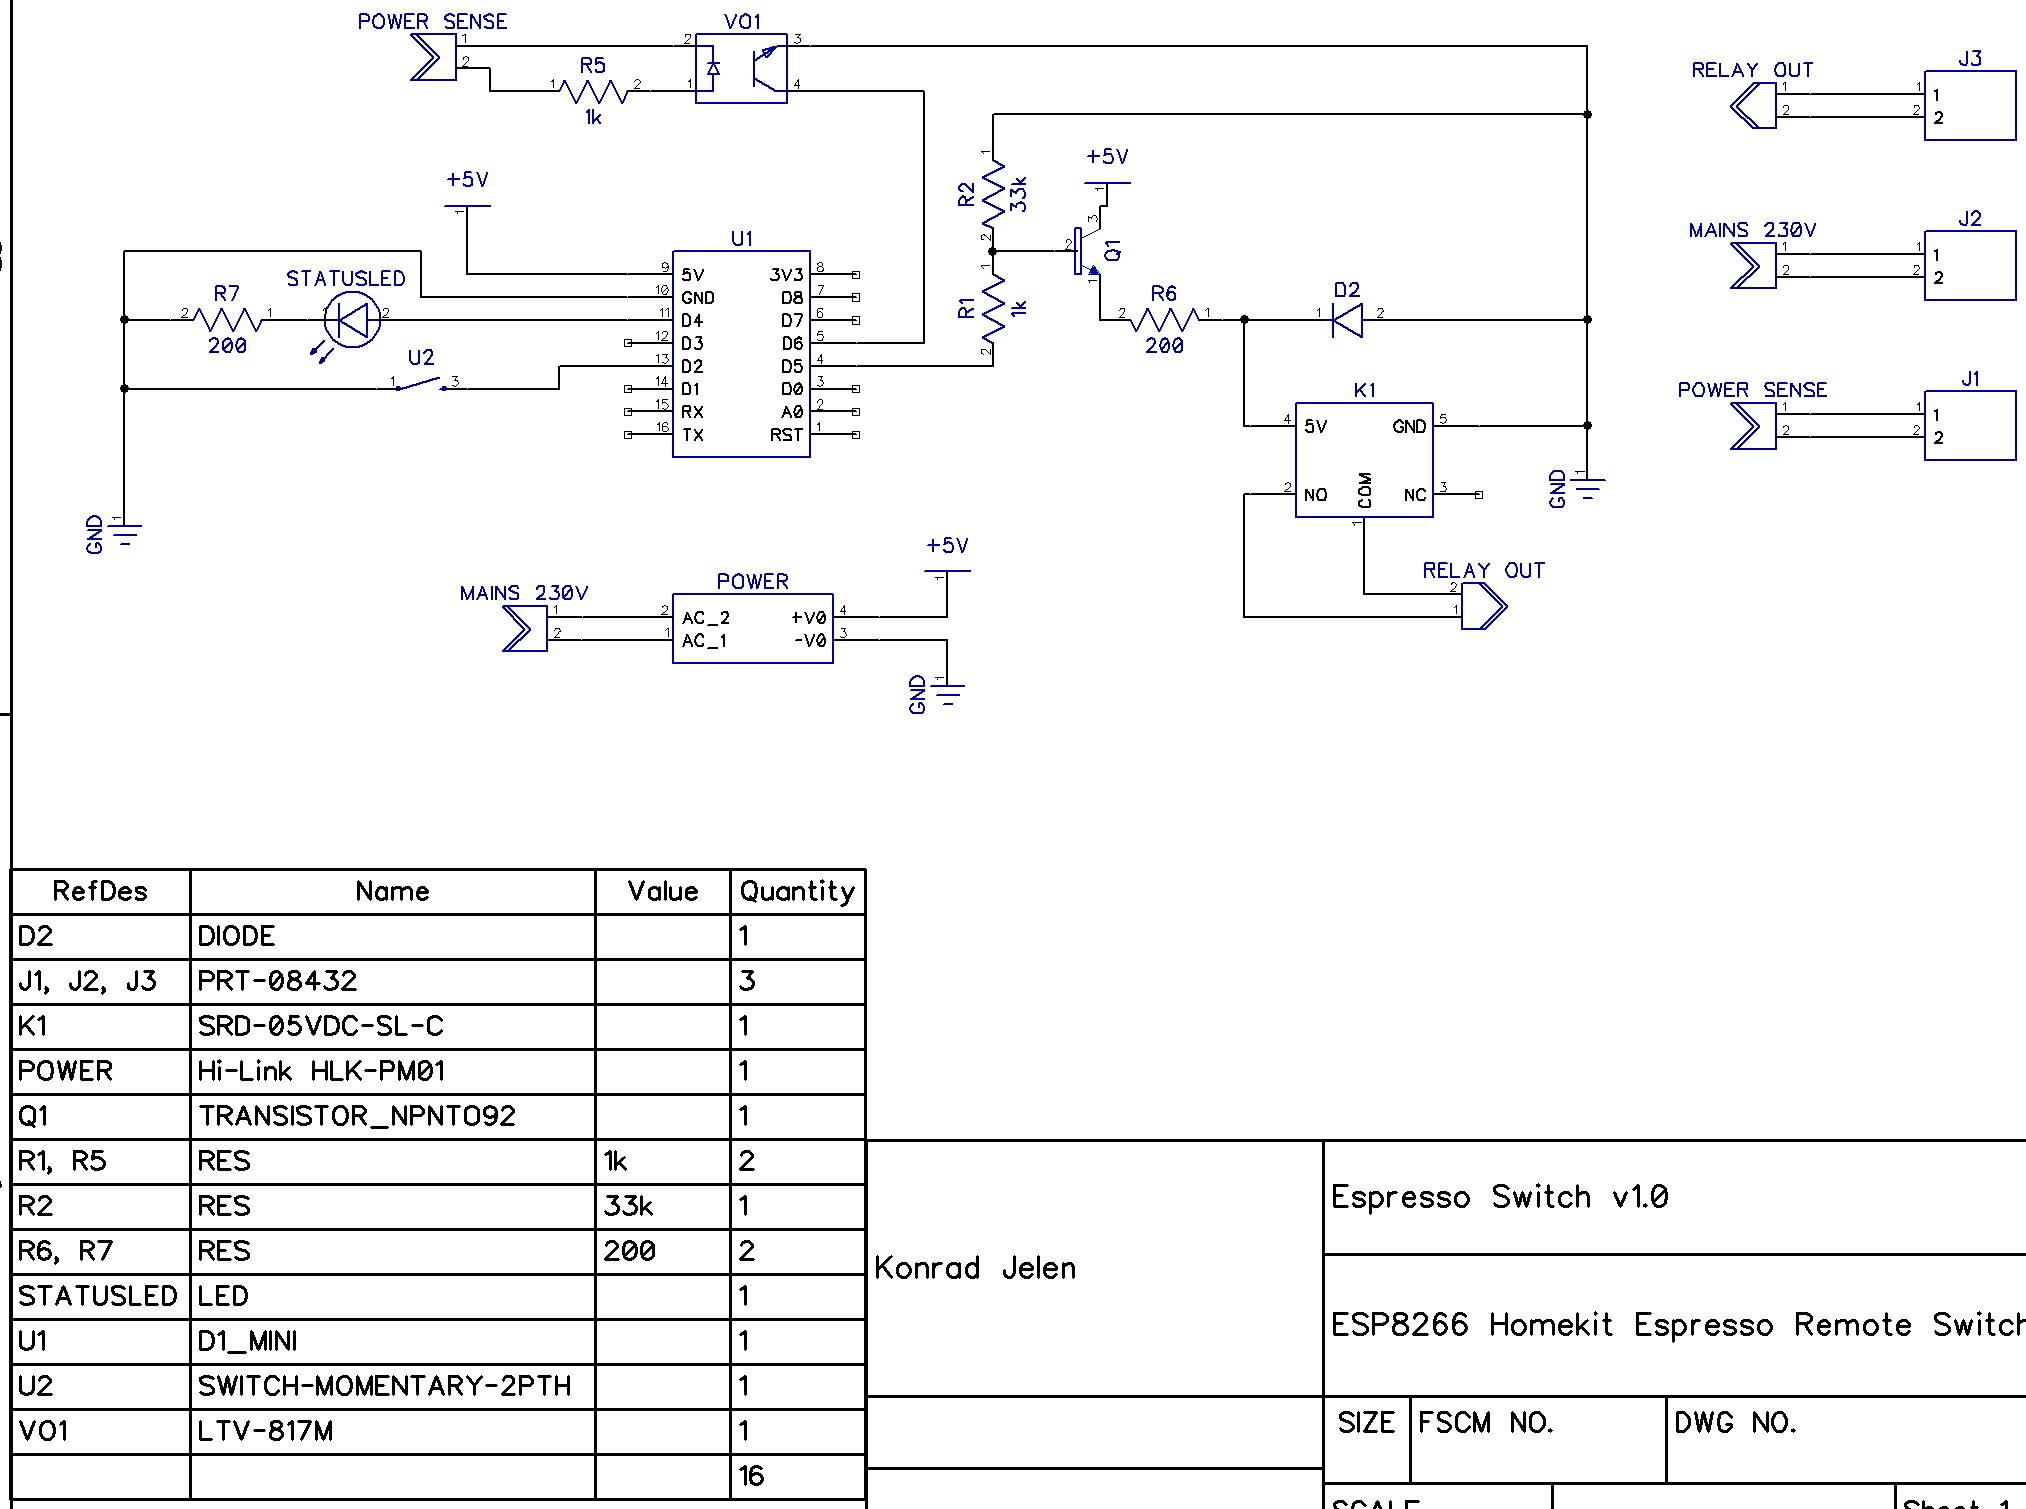 POWER SENSE
1
2
R5
1 2
1k
VO1
2 3
1 4
+5V
1
U1
9 5V 3V3 8
10 GND D8 7
11 D4 D7 6
12 D3 D6 5
13 D2 D5 4
14 D1 D0 3
15 RX A0 2
16 TX RST 1
STATUSLED
R7
2 1
200
1 2
U2
1 3
GND
1
R2
33k
1
2
R1
1k
1
2
+5V
1
Q1
3
2
1
R6
2 1
200
D2
1 2
K1
4 5V GND 5
2 NO COM NC 3
1
GND
1
RELAY OUT
2
1
MAINS 230V
1
2
POWER
2 AC_2 +V0 4
1 AC_1 -V0 3
+5V
1
GND
1
RELAY OUT
J3
1 1 1
2 2 2
MAINS 230V
J2
1 1 1
2 2 2
POWER SENSE
J1
1 1 1
2 2 2
RefDes Name Value Quantity
D2 DIODE 1
J1, J2, J3 PRT-08432 3
K1 SRD-05VDC-SL-C 1
POWER Hi-Link HLK-PM01 1
Q1 TRANSISTOR_NPNTO92 1
R1, R5 RES 1k 2
R2 RES 33k 1
R6, R7 RES 200 2
STATUSLED LED 1
U1 D1_MINI 1
U2 SWITCH-MOMENTARY-2PTH 1
VO1 LTV-817M 1
16
Konrad Jelen
Espresso Switch v1.0
ESP8266 Homekit Espresso Remote Switch
SIZE FSCM NO. DWG NO.
SCALE Sheet 1